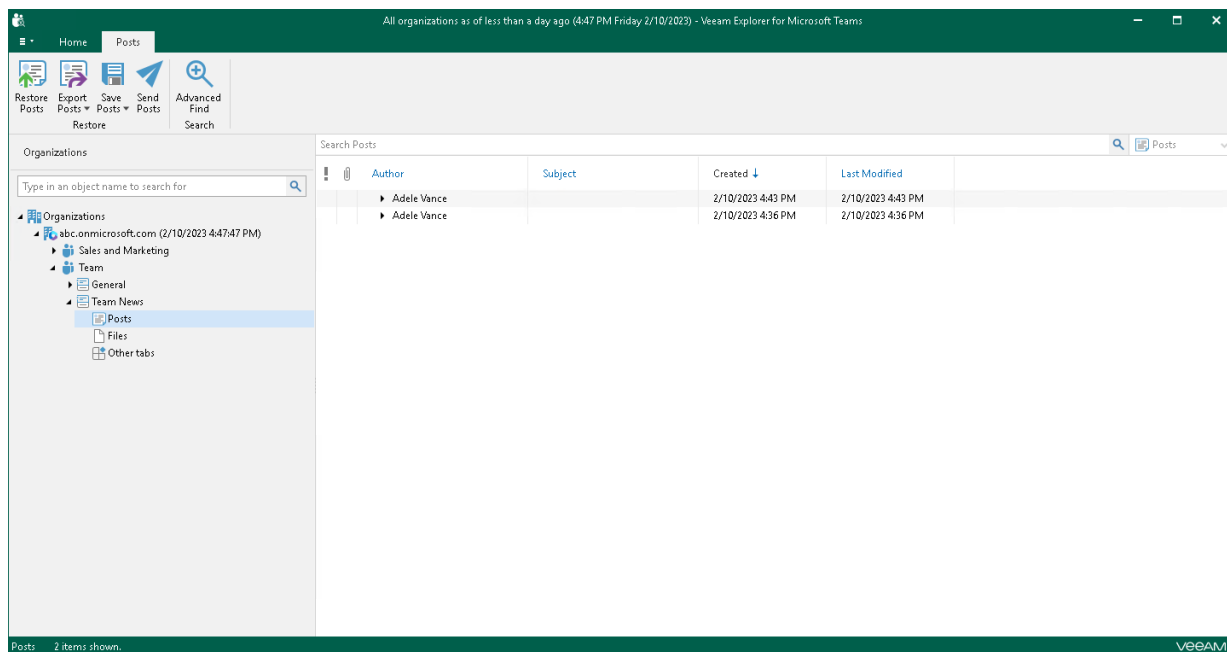 All organizations as of less than a day ago (4:47 PM Friday 2/10/2023) - Veeam Explorer for Microsoft Teams
Home Posts
Restore Posts
Export Posts
Save Posts
Send Posts
Advanced Find
Restore Search
Organizations
Search Posts Posts
Type in an object name to search for
Author Subject Created Last Modified
Adele Vance 2/10/2023 4:43 PM 2/10/2023 4:43 PM
Adele Vance 2/10/2023 4:36 PM 2/10/2023 4:36 PM
Organizations
abc.onmicrosoft.com (2/10/2023 4:47:47 PM)
Sales and Marketing
Team
General
Team News
Posts
Files
Other tabs
Posts 2 items shown. VEEAM